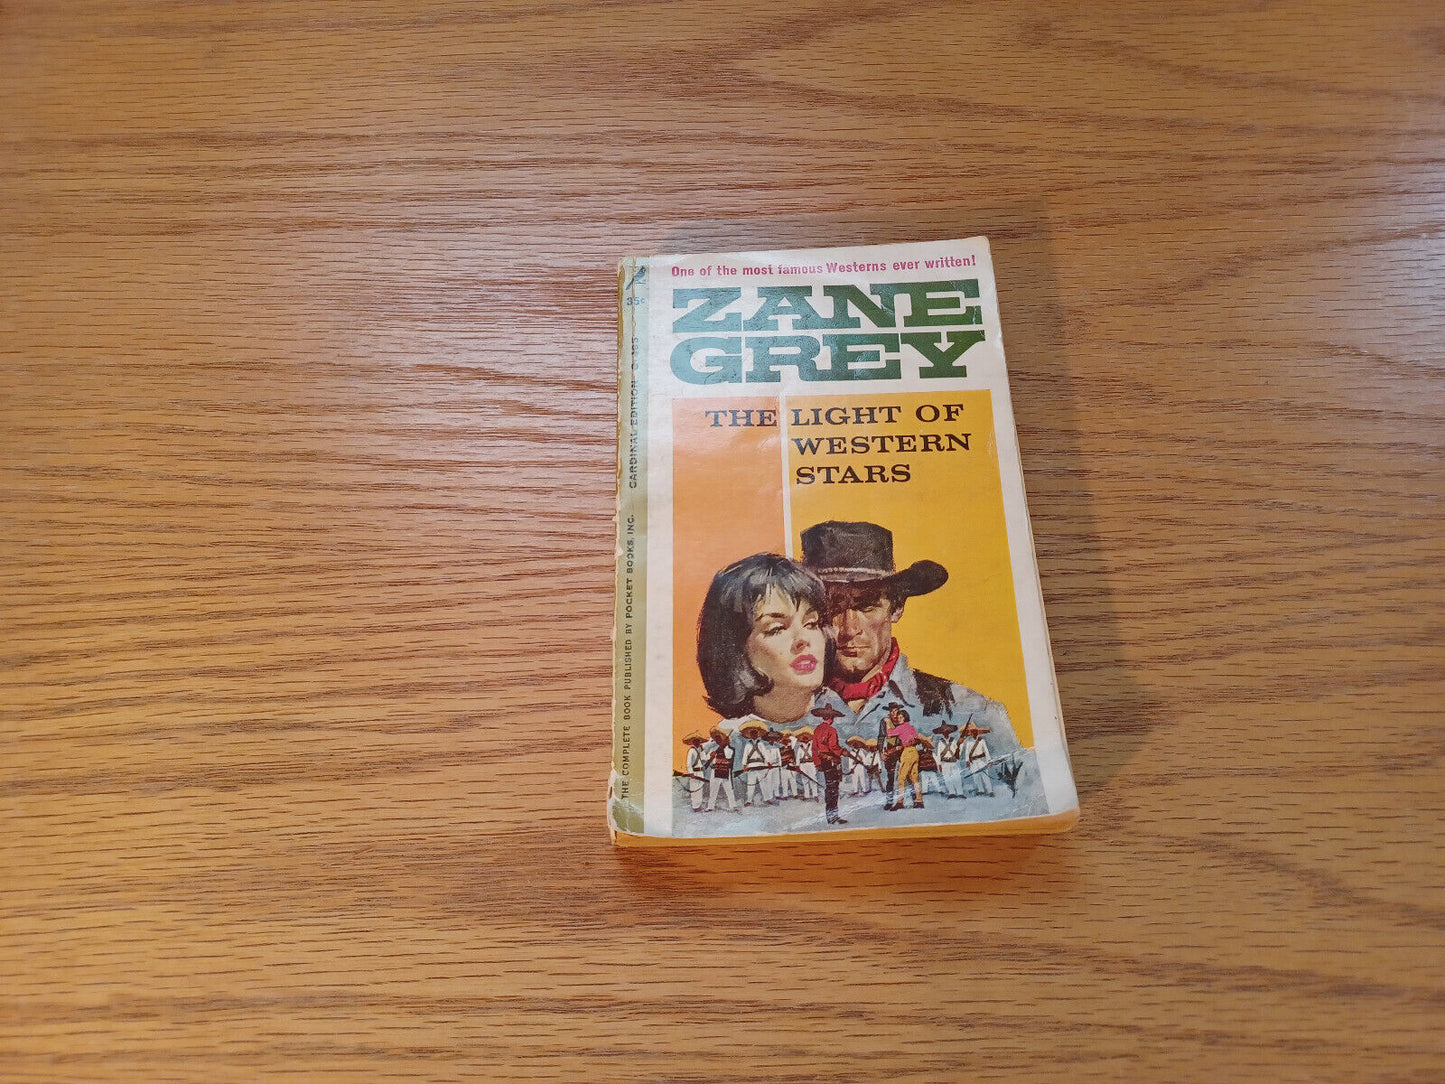 One of the most famous Westerns ever written!
ZANE
GREY
THE LIGHT OF
WESTERN
STARS
35¢
CARDINAL EDITION
THE COMPLETE BOOK PUBLISHED BY POCKET BOOKS, INC.